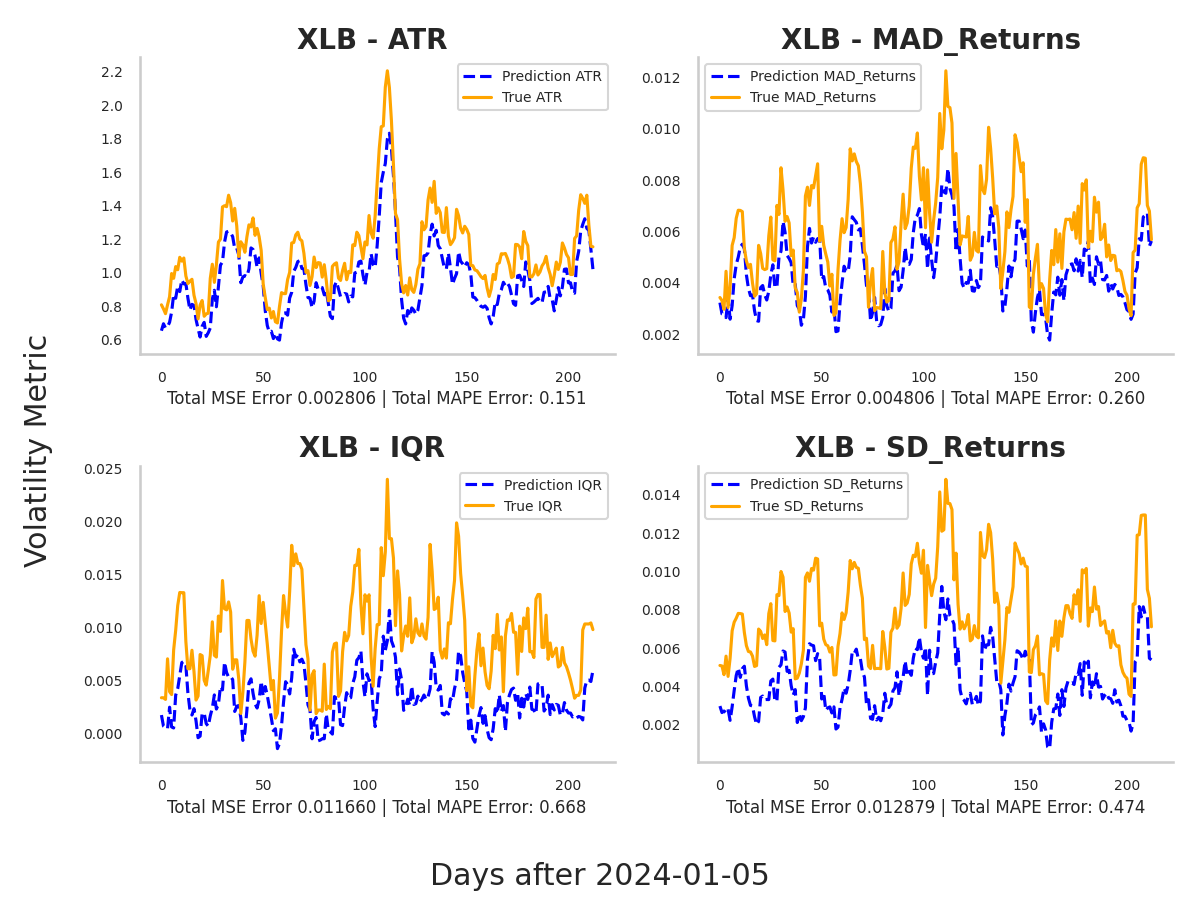 XLB - ATR
2.2
2.0
1.8
1.6
1.4
1.2
1.0
0.8
0.6
Prediction ATR
True ATR
0 50 100 150 200
Total MSE Error 0.002806 | Total MAPE Error: 0.151
XLB - MAD_Returns
0.012
0.010
0.008
0.006
0.004
0.002
Prediction MAD_Returns
True MAD_Returns
0 50 100 150 200
Total MSE Error 0.004806 | Total MAPE Error: 0.260
Volatility Metric
XLB - IQR
0.025
0.020
0.015
0.010
0.005
0.000
Prediction IQR
True IQR
0 50 100 150 200
Total MSE Error 0.011660 | Total MAPE Error: 0.668
XLB - SD_Returns
0.014
0.012
0.010
0.008
0.006
0.004
0.002
Prediction SD_Returns
True SD_Returns
0 50 100 150 200
Total MSE Error 0.012879 | Total MAPE Error: 0.474
Days after 2024-01-05